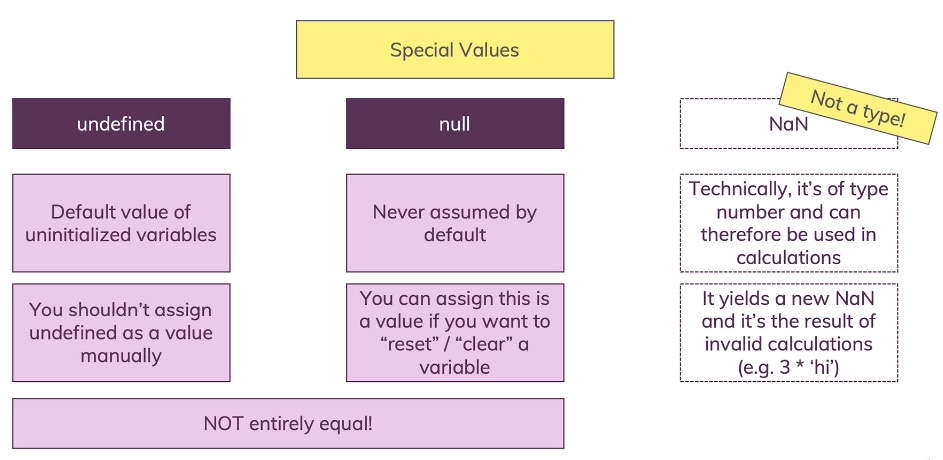 Special Values
undefined
null
NaN
Not a type!
Default value of
uninitialized variables
Never assumed by
default
Technically, it's of type
number and can
therefore be used in
calculations
You shouldn't assign
undefined as a value
manually
You can assign this is
a value if you want to
“reset” / “clear” a
variable
It yields a new NaN
and it's the result of
invalid calculations
(e.g. 3 * ‘hi’)
NOT entirely equal!